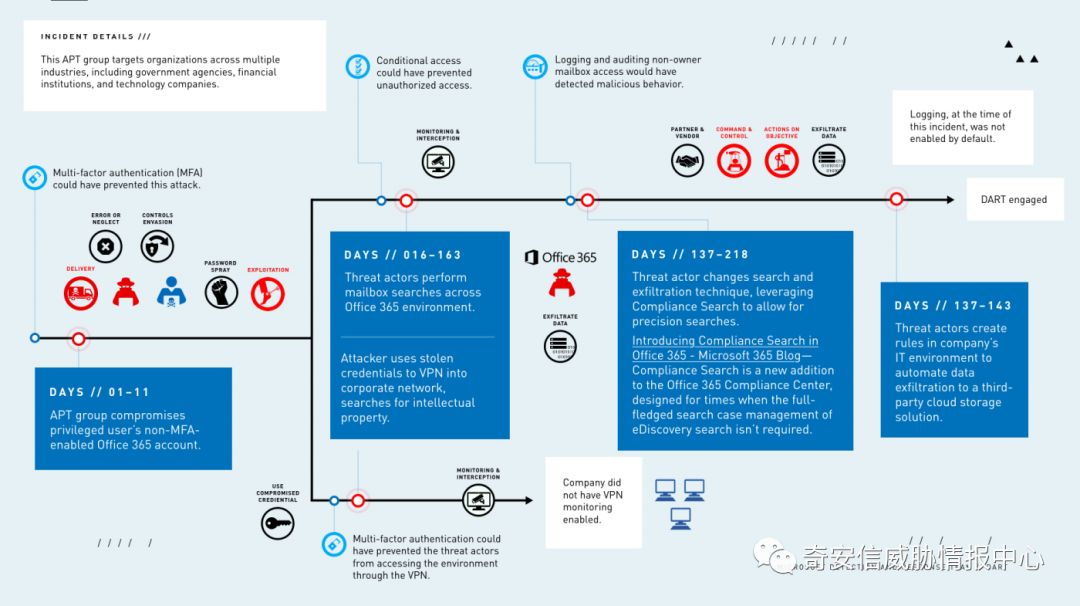 INCIDENT DETAILS ///
This APT group targets organizations across multiple
industries, including government agencies, financial
institutions, and technology companies.
Conditional access
could have prevented
unauthorized access.
Logging and auditing non-owner
mailbox access would have
detected malicious behavior.
Logging, at the time of
this incident, was not
enabled by default.
MONITORING &
INTERCEPTION
PARTNER &
VENDOR
COMMAND &
CONTROL
ACTIONS ON
OBJECTIVE
EXFILTRATE
DATA
Multi-factor authentication (MFA)
could have prevented this attack.
DART engaged
ERROR OR
NEGLECT
CONTROLS
ENVASION
DELIVERY
PASSWORD
SPRAY
EXPLOITATION
DAYS // 01–11
APT group compromises
privileged user's non-MFA-
enabled Office 365 account.
DAYS // 016–163
Threat actors perform
mailbox searches across
Office 365 environment.
Attacker uses stolen
credentials to VPN into
corporate network,
searches for intellectual
property.
Office 365
EXFILTRATE
DATA
DAYS // 137–218
Threat actor changes search and
exfiltration technique, leveraging
Compliance Search to allow for
precision searches.
Introducing Compliance Search in
Office 365 - Microsoft 365 Blog—
Compliance Search is a new addition
to the Office 365 Compliance Center,
designed for times when the full-
fledged search case management of
eDiscovery search isn't required.
DAYS // 137–143
Threat actors create
rules in company's
IT environment to
automate data
exfiltration to a third-
party cloud storage
solution.
USE
COMPROMISED
CREDENTIAL
MONITORING &
INTERCEPTION
Company did
not have VPN
monitoring
enabled.
Multi-factor authentication could
have prevented the threat actors
from accessing the environment
through the VPN.
奇安信威胁情报中心